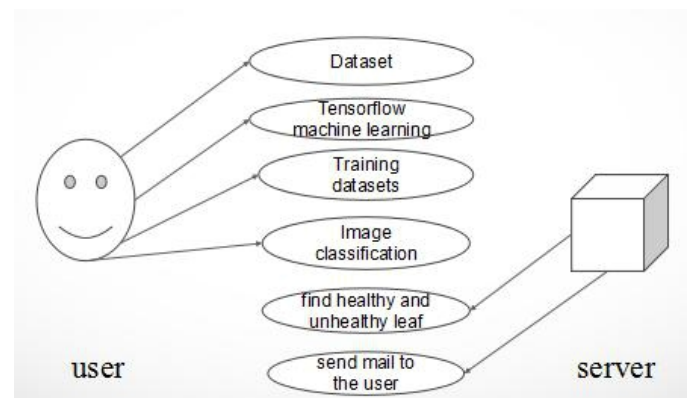 Dataset
Tensorflow
machine learning
Training
datasets
Image
classification
find healthy and
unhealthy leaf
send mail to
the user
user
server